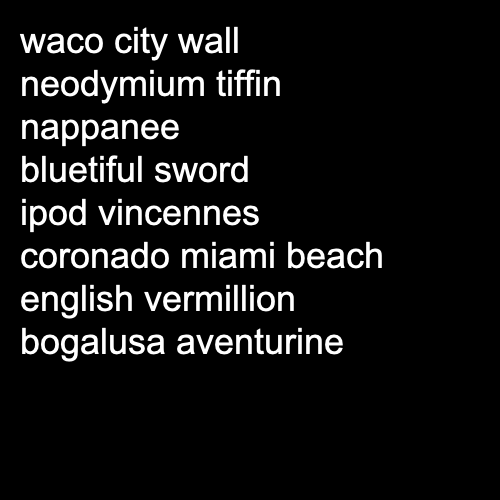 waco city wall
neodymium tiffin
nappanee
bluetiful sword
ipod vincennes
coronado miami beach
english vermillion
bogalusa aventurine